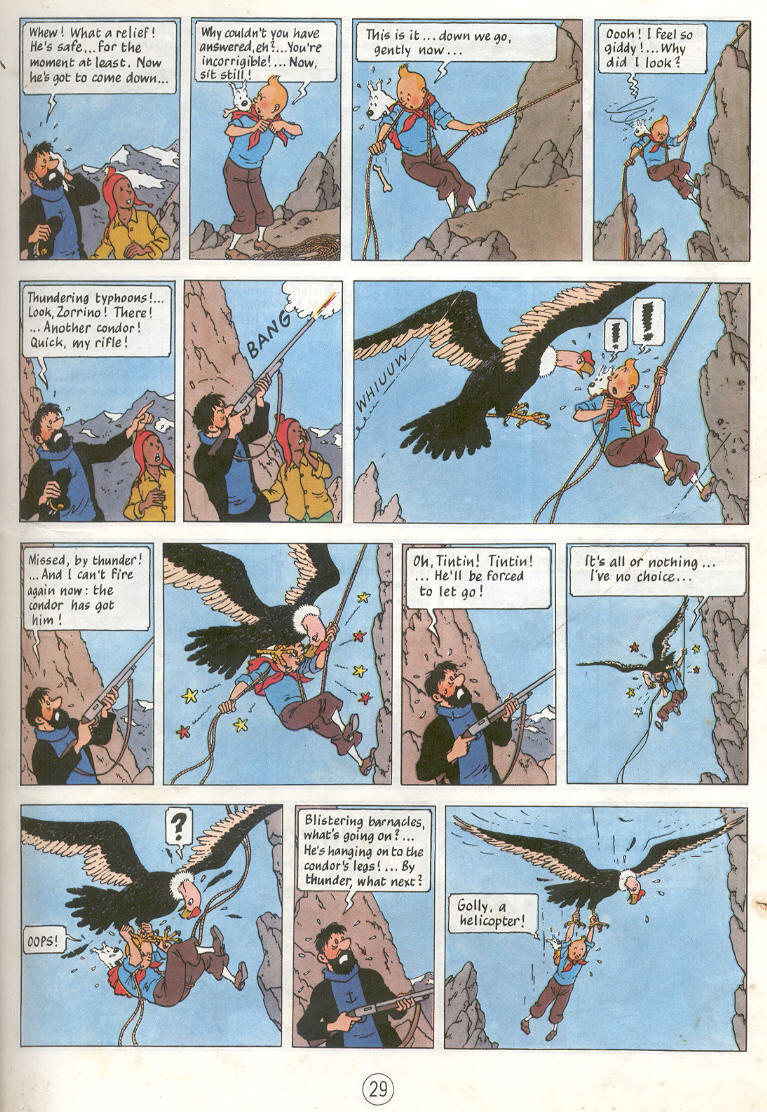 Whew! What a relief!
He's safe... for the
moment at least. Now
he's got to come down...
Why couldn't you have
answered, eh?... You're
incorrigible!... Now,
sit still!
This is it ... down we go,
gently now ...
Oooh! I feel so
giddy!... Why
did I look?
Thundering typhoons!...
Look, Zorrino! There!
... Another condor!
Quick, my rifle!
BANG
WHIUUW
!
!
Missed, by thunder!
... And I can't fire
again now: the
condor has got
him!
Oh, Tintin! Tintin!
... He'll be forced
to let go!
It's all or nothing ...
I've no choice...
?
OOPS!
Blistering barnacles,
what's going on?...
He's hanging on to the
condor's legs! ... By
thunder, what next?
Golly, a
helicopter!
29